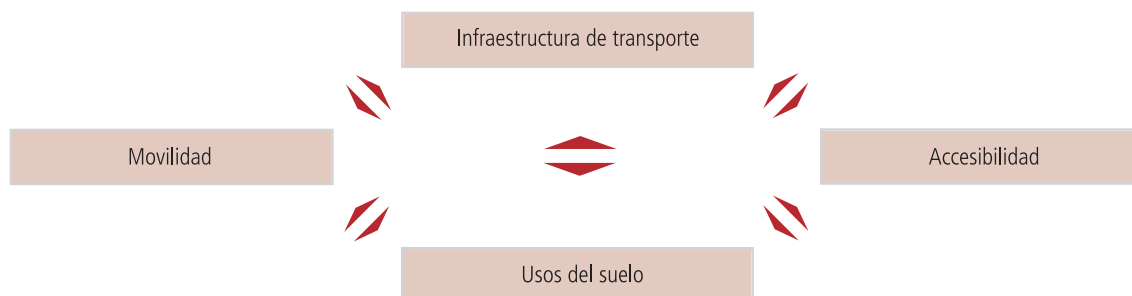 Infraestructura de transporte
Movilidad
Accesibilidad
Usos del suelo